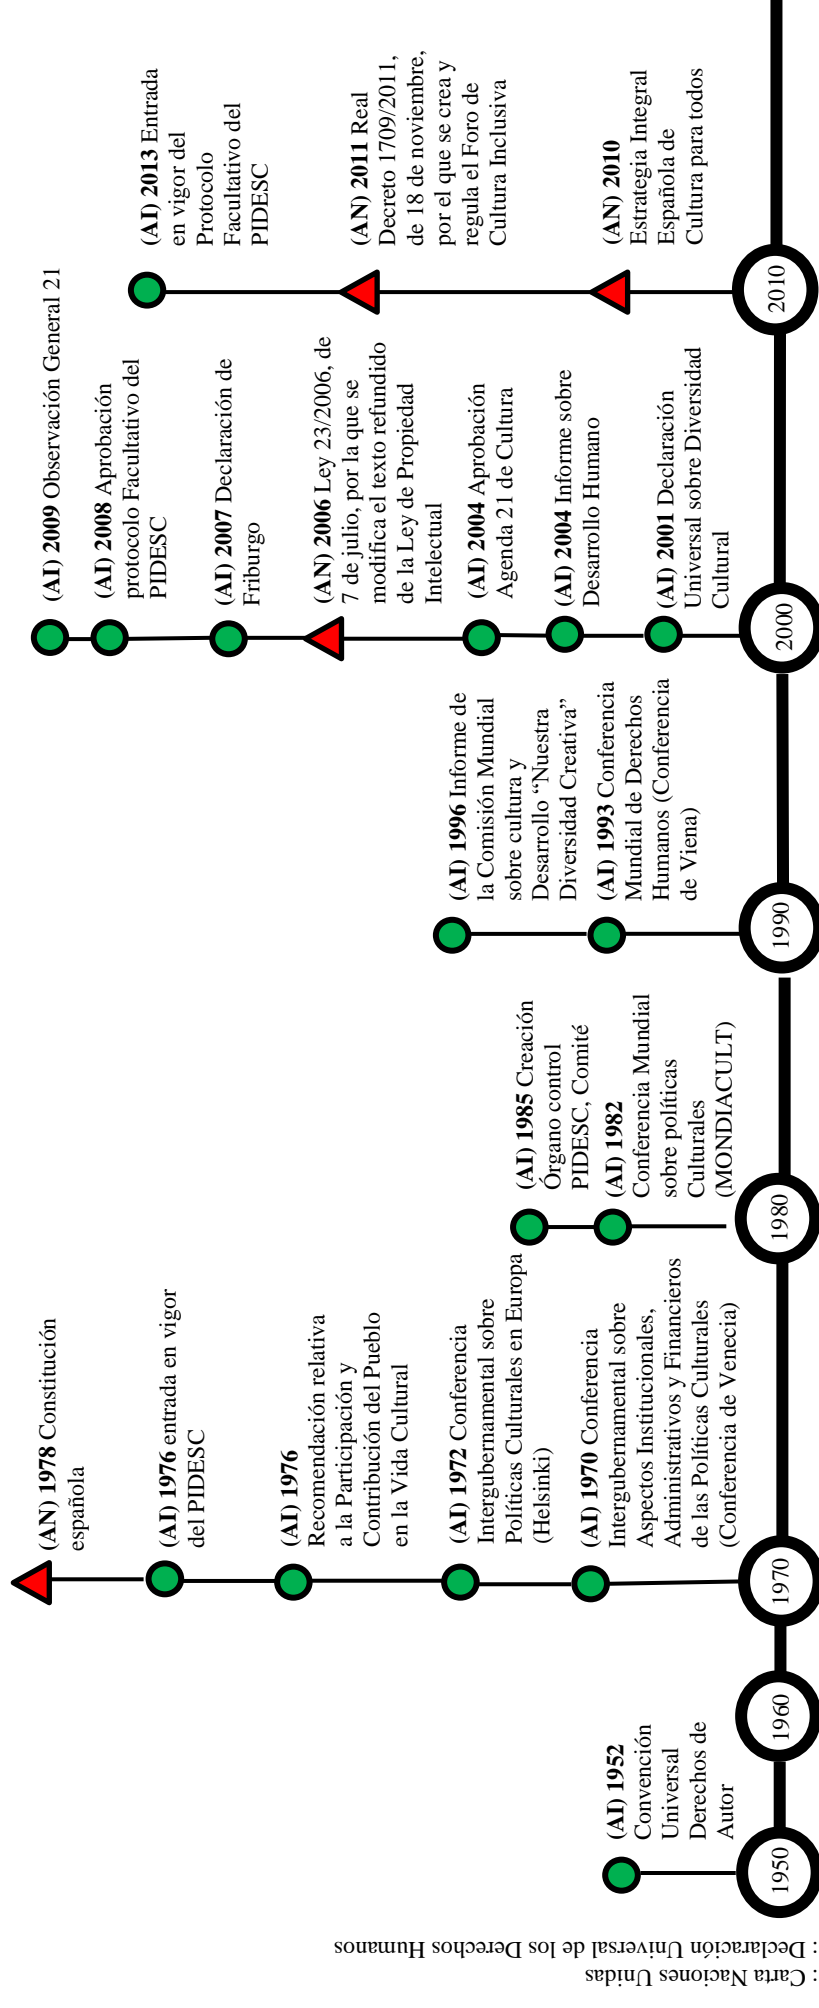 : Carta Naciones Unidas
: Declaración Universal de los Derechos Humanos
1950
(AI) 1952
Convención
Universal
Derechos de
Autor
1960
1970
(AN) 1978 Constitución
española
(AI) 1976 entrada en vigor
del PIDESC
(AI) 1976
Recomendación relativa
a la Participación y
Contribución del Pueblo
en la Vida Cultural
(AI) 1972 Conferencia
Intergubernamental sobre
Políticas Culturales en Europa
(Helsinki)
(AI) 1970 Conferencia
Intergubernamental sobre
Aspectos Institucionales,
Administrativos y Financieros
de las Políticas Culturales
(Conferencia de Venecia)
1980
(AI) 1985 Creación
Órgano control
PIDESC, Comité
(AI) 1982
Conferencia Mundial
sobre políticas
Culturales
(MONDIACULT)
1990
(AI) 1996 Informe de
la Comisión Mundial
sobre cultura y
Desarrollo “Nuestra
Diversidad Creativa”
(AI) 1993 Conferencia
Mundial de Derechos
Humanos (Conferencia
de Viena)
2000
(AI) 2009 Observación General 21
(AI) 2008 Aprobación
protocolo Facultativo del
PIDESC
(AI) 2007 Declaración de
Friburgo
(AN) 2006 Ley 23/2006, de
7 de julio, por la que se
modifica el texto refundido
de la Ley de Propiedad
Intelectual
(AI) 2004 Aprobación
Agenda 21 de Cultura
(AI) 2004 Informe sobre
Desarrollo Humano
(AI) 2001 Declaración
Universal sobre Diversidad
Cultural
2010
(AI) 2013 Entrada
en vigor del
Protocolo
Facultativo del
PIDESC
(AN) 2011 Real
Decreto 1709/2011,
de 18 de noviembre,
por el que se crea y
regula el Foro de
Cultura Inclusiva
(AN) 2010
Estrategia Integral
Española de
Cultura para todos